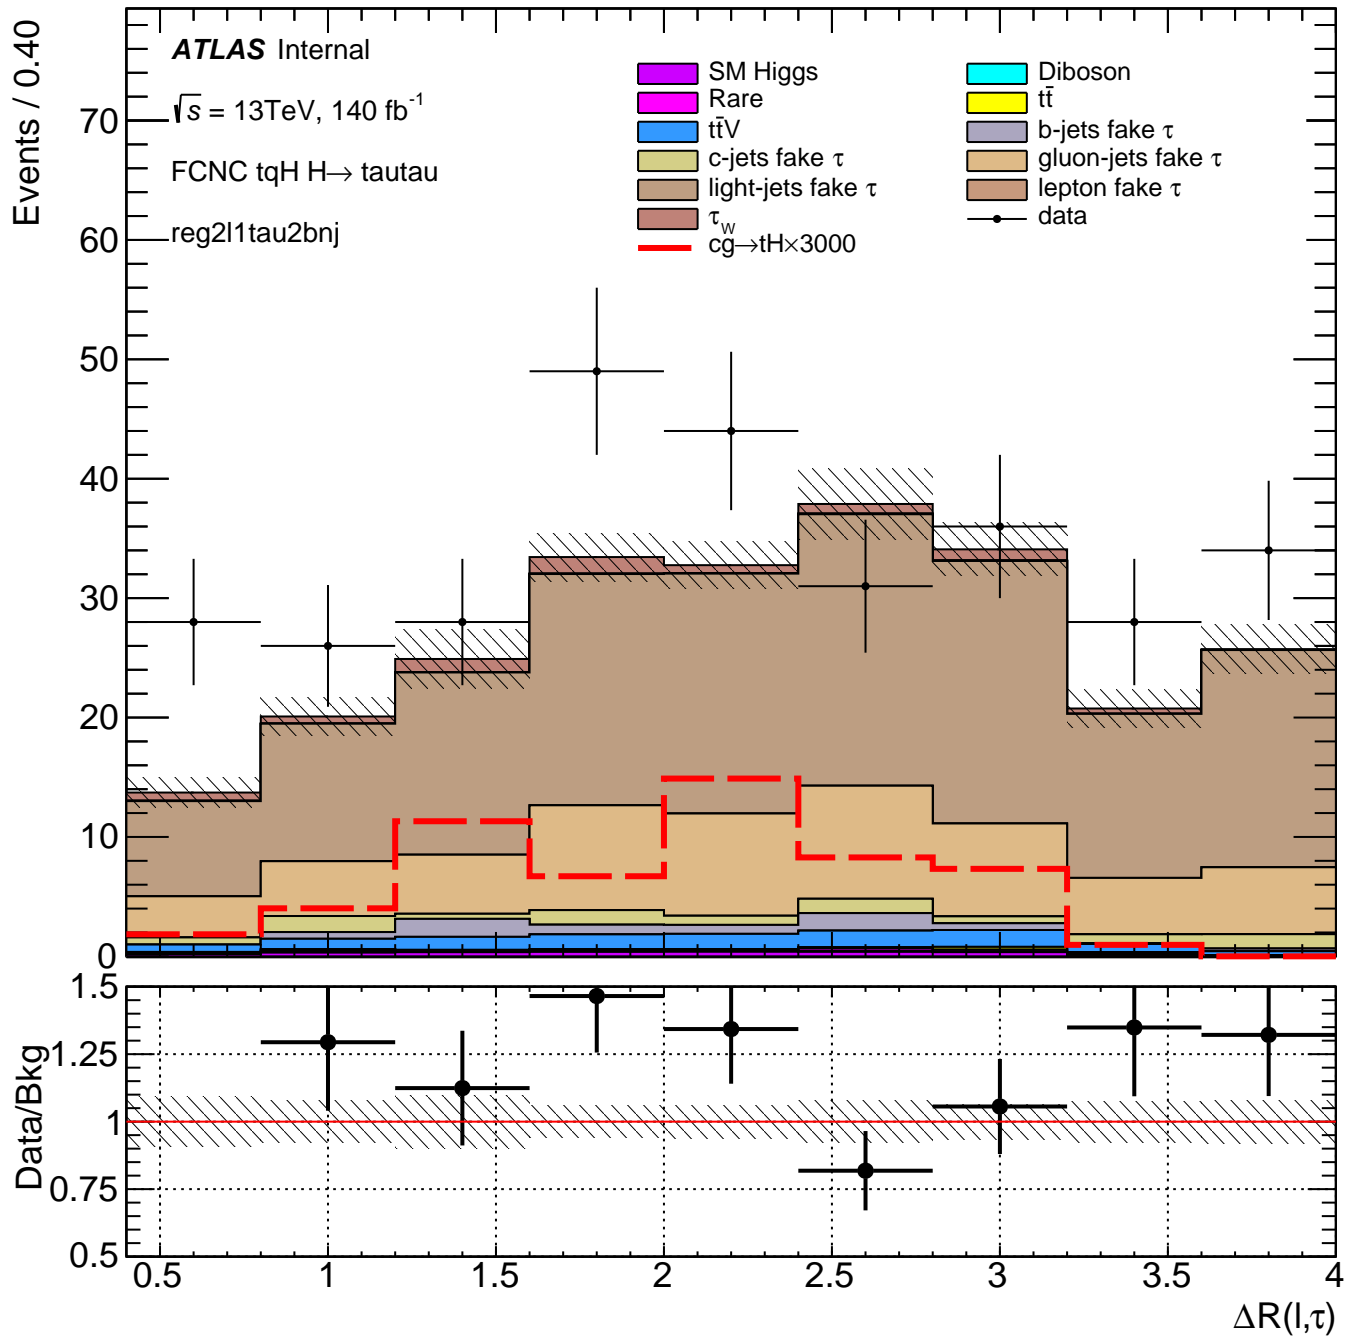 Events / 0.40
ATLAS Internal
√s = 13TeV, 140 fb⁻¹
FCNC tqH H→ tautau
reg2l1tau2bnj
SM Higgs
Rare
tt̄V
c-jets fake τ
light-jets fake τ
τ_W
cg→tH×3000
Diboson
tt̄
b-jets fake τ
gluon-jets fake τ
lepton fake τ
data
70
60
50
40
30
20
10
0
Data/Bkg
1.5
1.25
1
0.75
0.5
0.5 1 1.5 2 2.5 3 3.5 4
ΔR(l,τ)